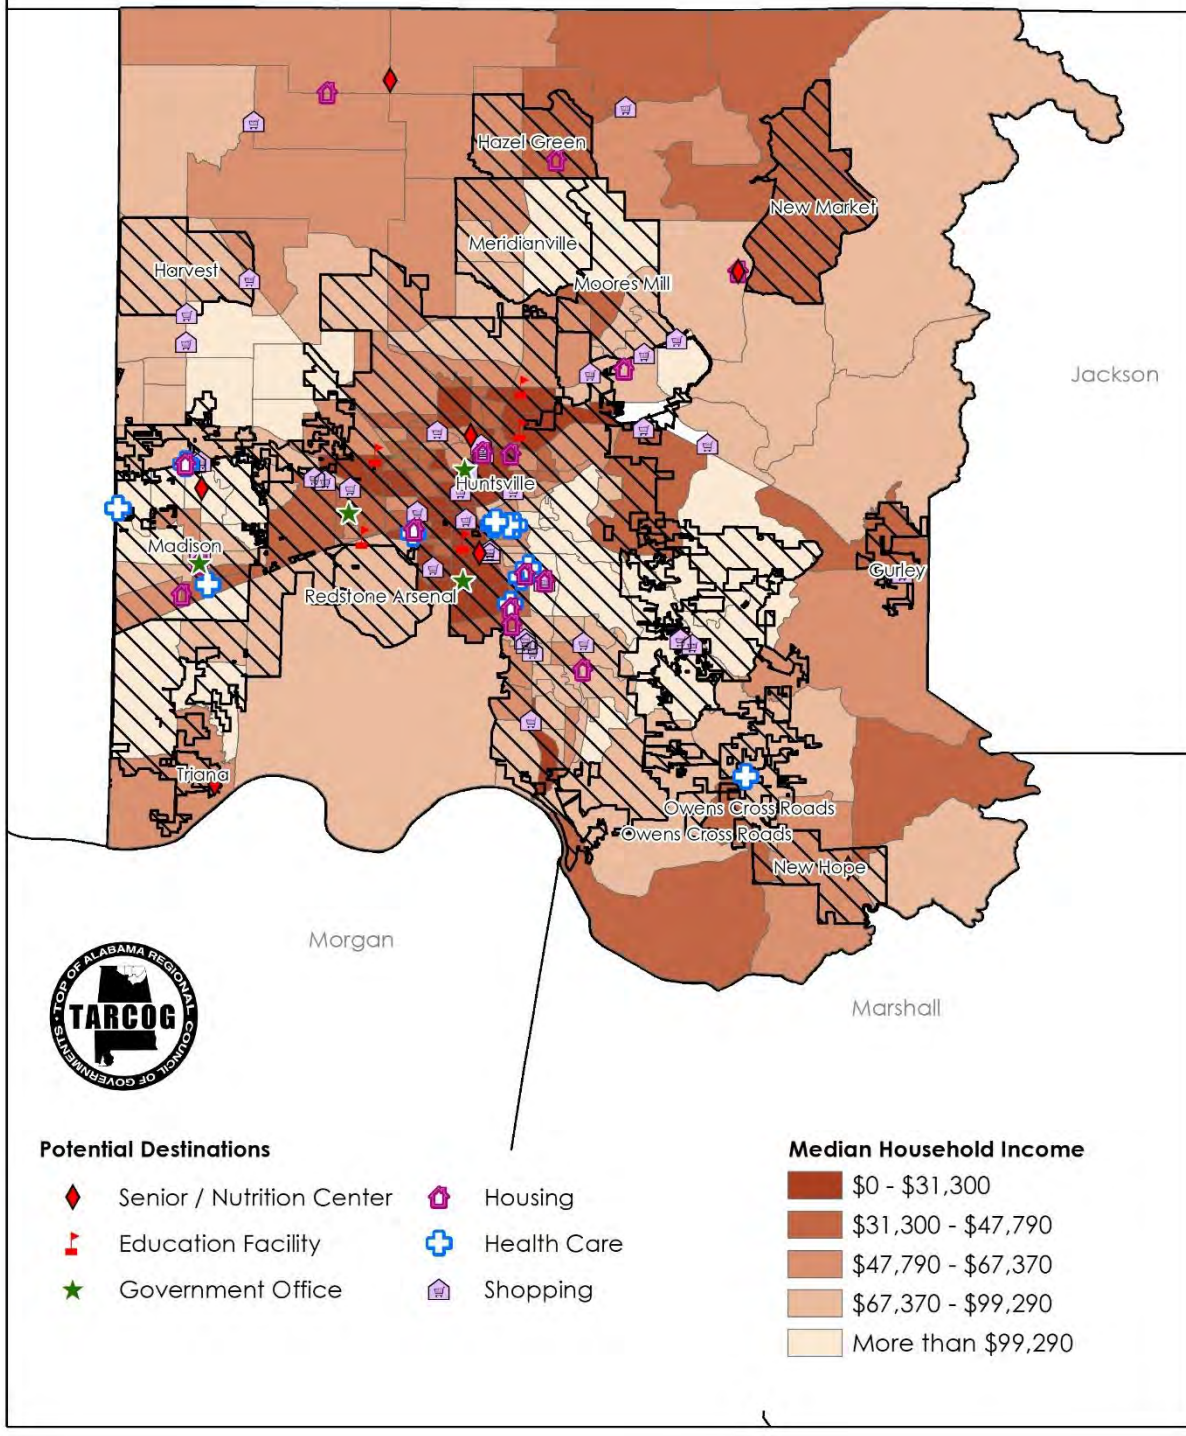 Hazel Green
New Market
Meridianville
Harvest
Moores Mill
Jackson
Huntsville
Madison
Gurley
Redstone Arsenal
Triana
Owens Cross Roads
Owens Cross Roads
New Hope
Morgan
Marshall
TOP OF ALABAMA REGIONAL
TARCOG
COUNCIL OF GOVERNMENTS
Potential Destinations
Senior / Nutrition Center
Education Facility
Government Office
Housing
Health Care
Shopping
Median Household Income
$0 - $31,300
$31,300 - $47,790
$47,790 - $67,370
$67,370 - $99,290
More than $99,290